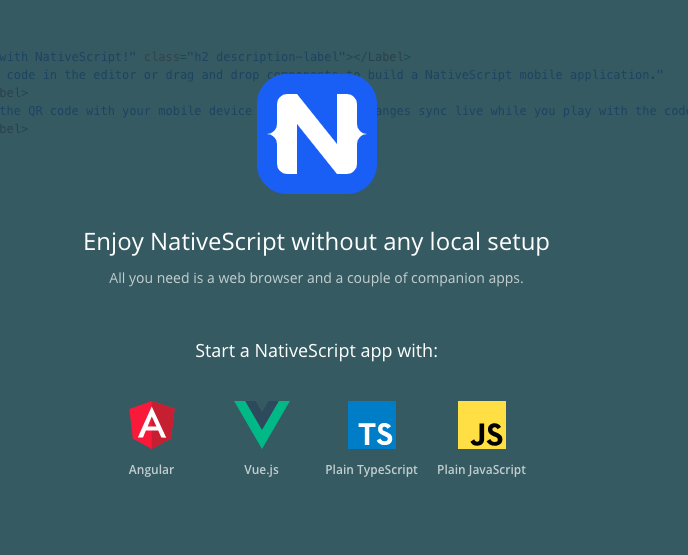 with NativeScript!" class="h2 description-label"></Label>
code in the editor or drag and drop components to build a NativeScript mobile application."
bel>
the QR code with your mobile device anges sync live while you play with the code
bel>
N
Enjoy NativeScript without any local setup
All you need is a web browser and a couple of companion apps.
Start a NativeScript app with:
A TS JS
Angular Vue.js Plain TypeScript Plain JavaScript